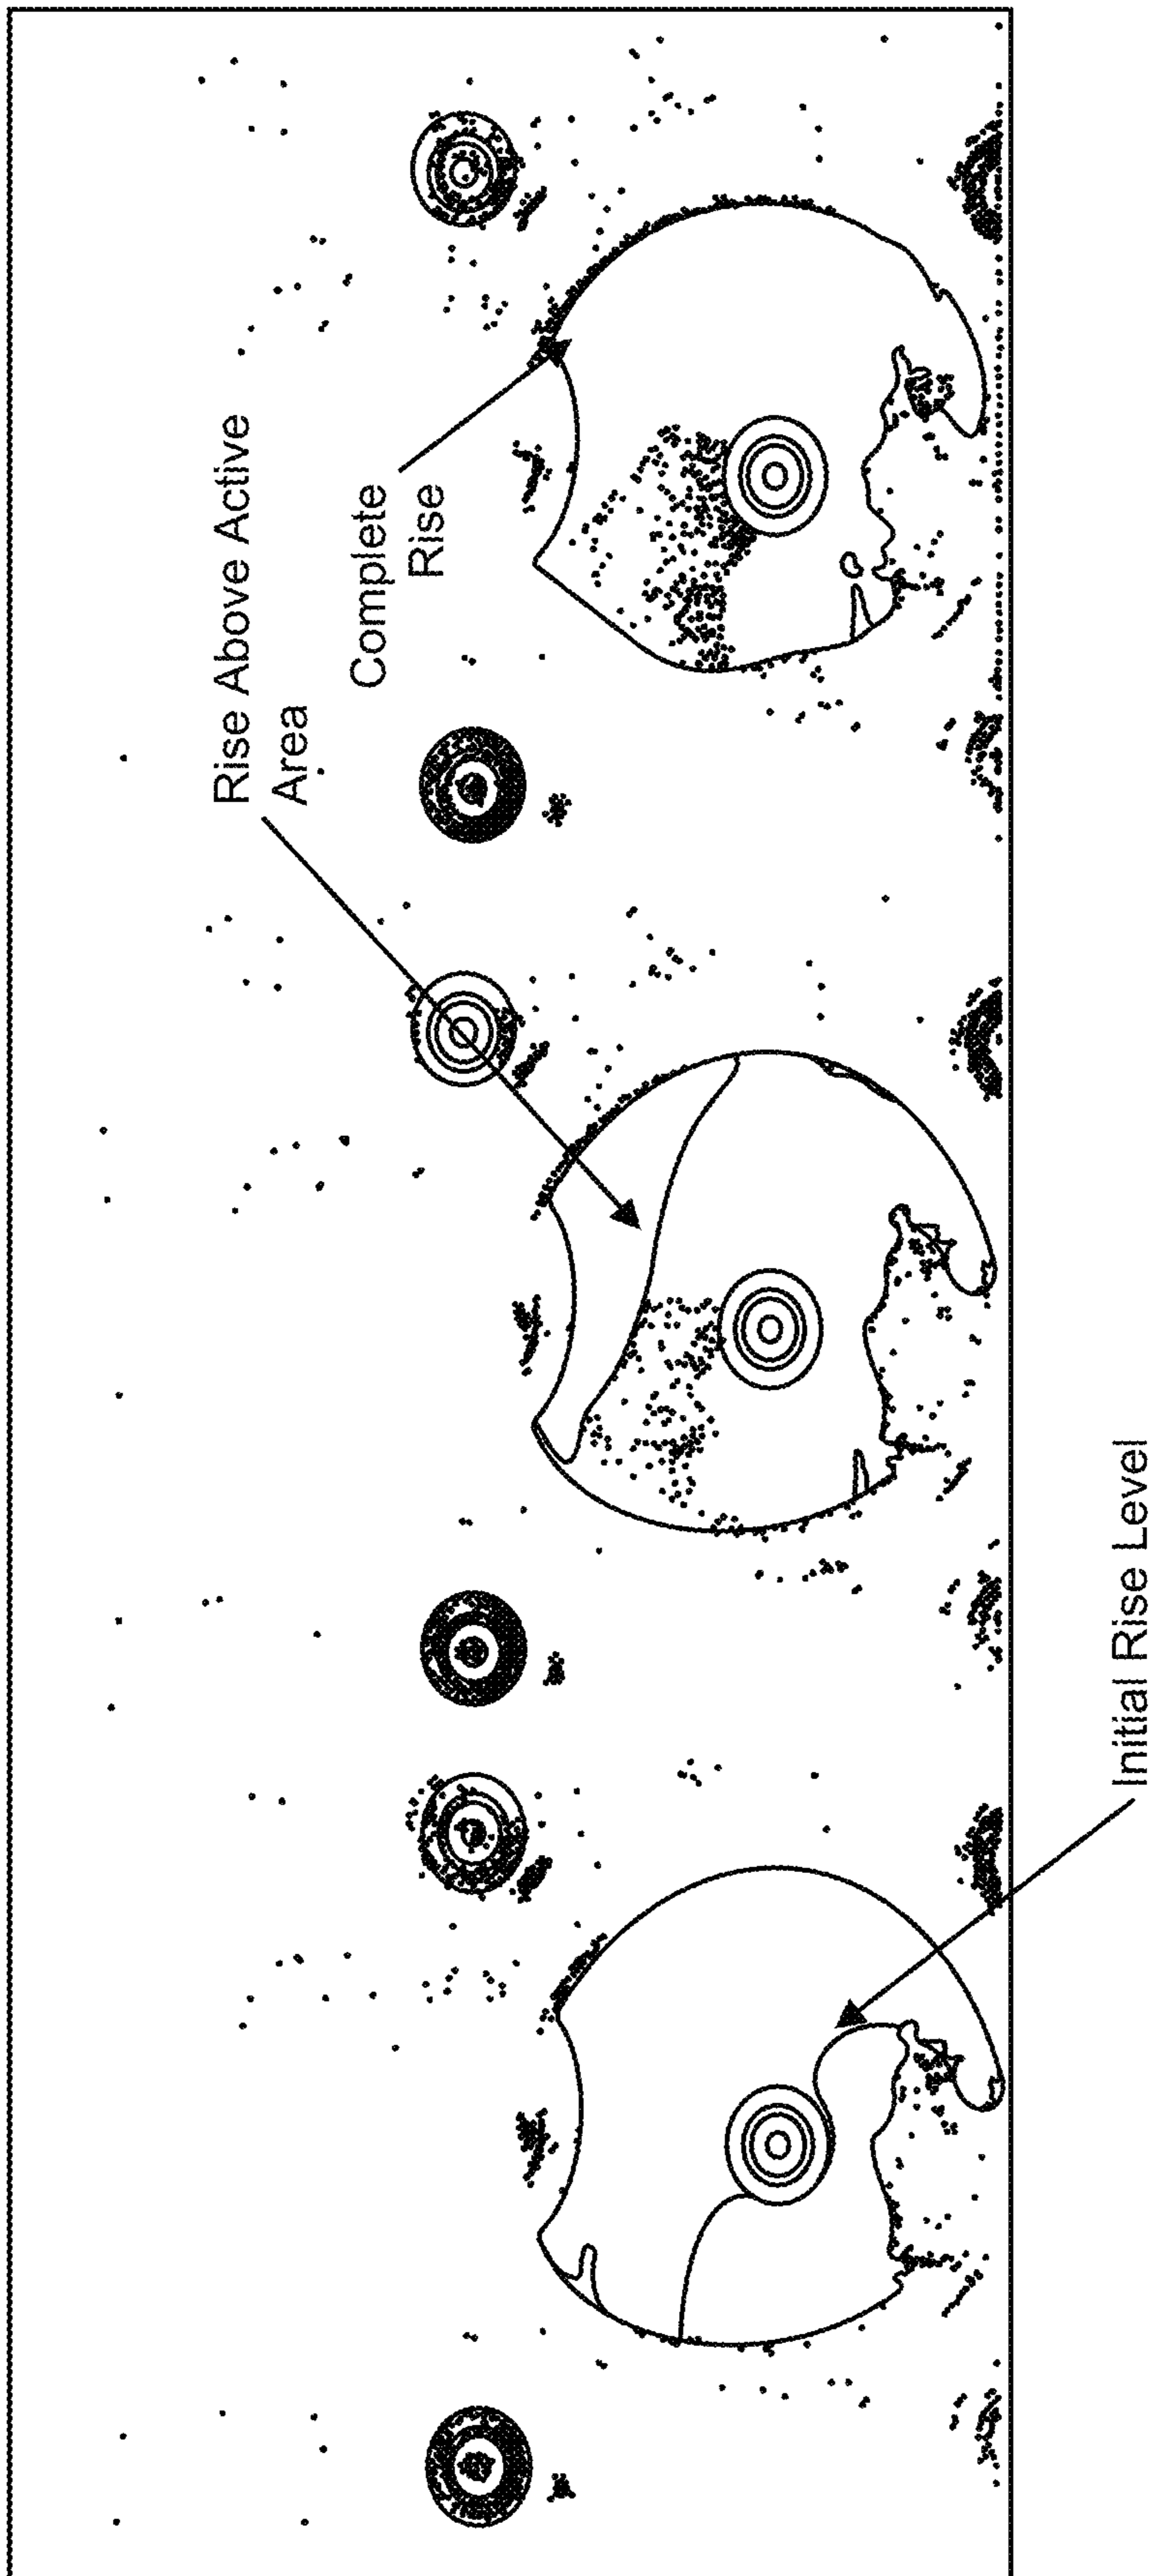 Initial Rise Level
Rise Above Active
Area
Complete
Rise